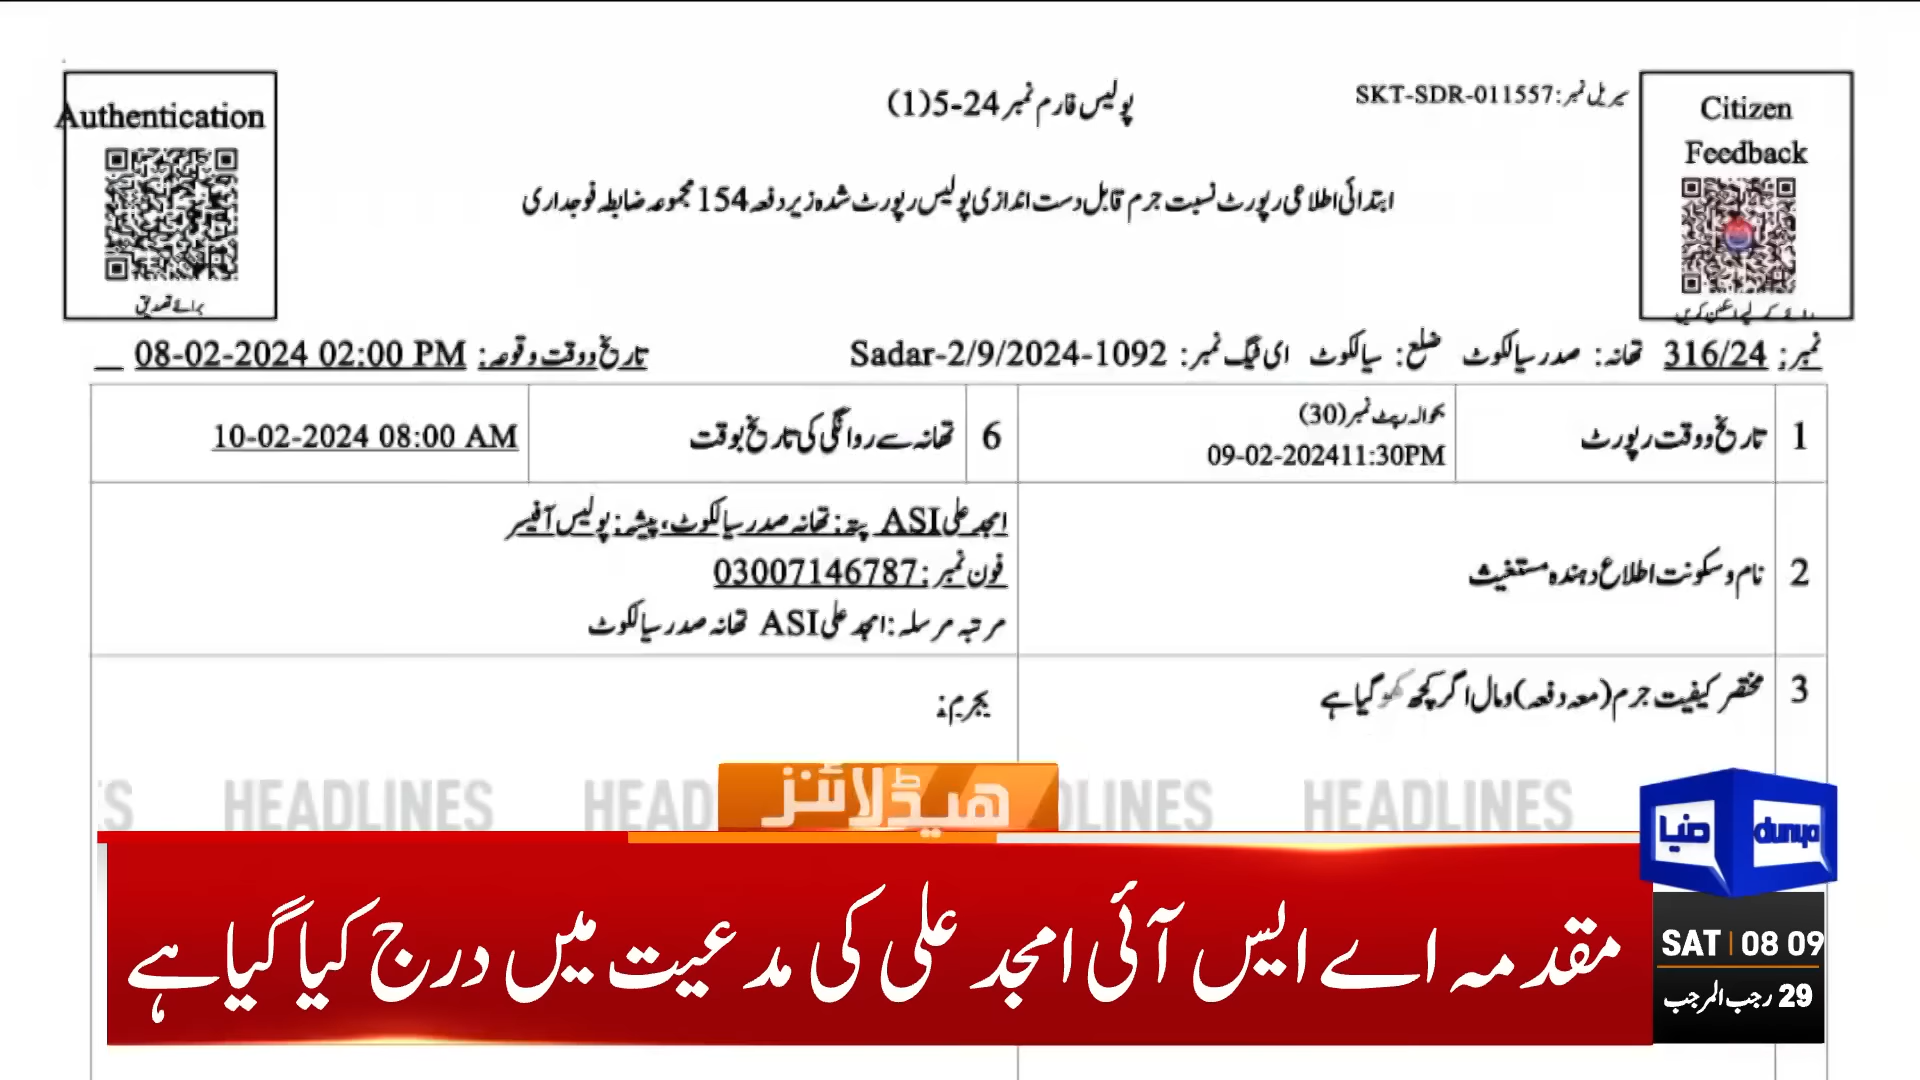 Authentication
برائے تصدیق
پولیس فارم نمبر 24-5(1)
سیریل نمبر: SKT-SDR-011557
Citizen
Feedback
ابتدائی اطلاعی رپورٹ نسبت جرم قابل دست اندازی پولیس رپورٹ شدہ زیر دفعہ 154 مجموعہ ضابطہ فوجداری
نمبر: 316/24 تھانہ: صدر سیالکوٹ ضلع: سیالکوٹ ای ٹیگ نمبر: Sadar-2/9/2024-1092 تاریخ و وقت وقوعہ: 08-02-2024 02:00 PM
1 تاریخ و وقت رپورٹ
بحوالہ رپٹ نمبر (30)
09-02-202411:30PM
6 تھانہ سے روانگی کی تاریخ بوقت
10-02-2024 08:00 AM
2 نام و سکونت اطلاع دہندہ مستغیث
امجد علی ASI پتہ: تھانہ صدر سیالکوٹ، پیشہ: پولیس آفیسر
فون نمبر: 03007146787
مرتبہ مرسلہ: امجد علی ASI تھانہ صدر سیالکوٹ
3 مختصر کیفیت جرم (معہ دفعہ) و مال اگر کچھ کھو گیا ہے
بجرم:
HEADLINES HEADLINES
ھیڈلائنز
دنیا dunya
مقدمہ اے ایس آئی امجد علی کی مدعیت میں درج کیا گیا ہے
SAT 08 09
29 رجب المرجب